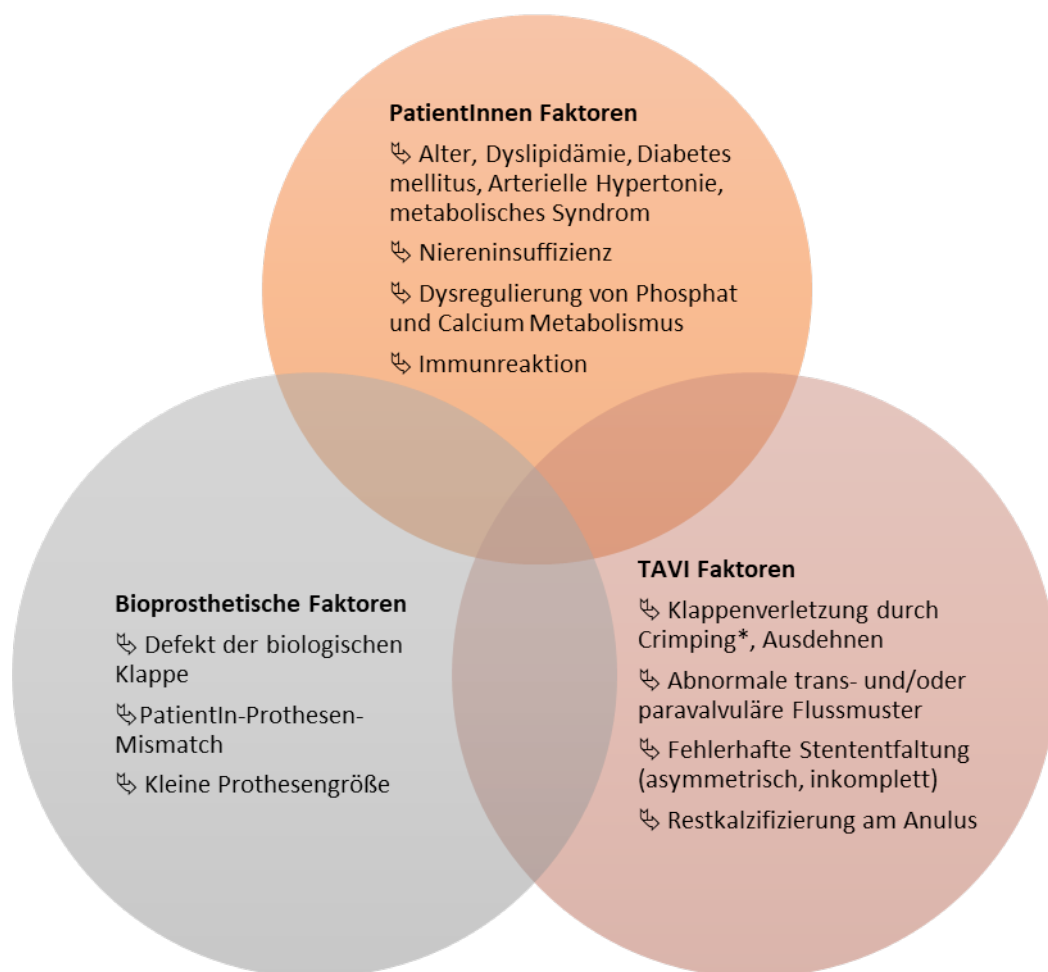 PatientInnen Faktoren
⮱ Alter, Dyslipidämie, Diabetes
mellitus, Arterielle Hypertonie,
metabolisches Syndrom
⮱ Niereninsuffizienz
⮱ Dysregulierung von Phosphat
und Calcium Metabolismus
⮱ Immunreaktion
Bioprosthetische Faktoren
⮱ Defekt der biologischen
Klappe
⮱PatientIn-Prothesen-
Mismatch
⮱ Kleine Prothesengröße
TAVI Faktoren
⮱ Klappenverletzung durch
Crimping*, Ausdehnen
⮱ Abnormale trans- und/oder
paravalvuläre Flussmuster
⮱ Fehlerhafte Stententfaltung
(asymmetrisch, inkomplett)
⮱ Restkalzifizierung am Anulus